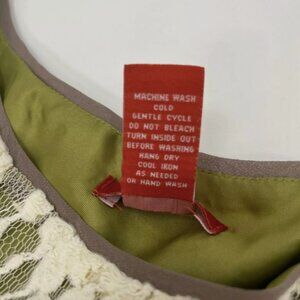 MACHINE WASH
COLD
GENTLE CYCLE
DO NOT BLEACH
TURN INSIDE OUT
BEFORE WASHING
HANG DRY
COOL IRON
AS NEEDED
OR HAND WASH